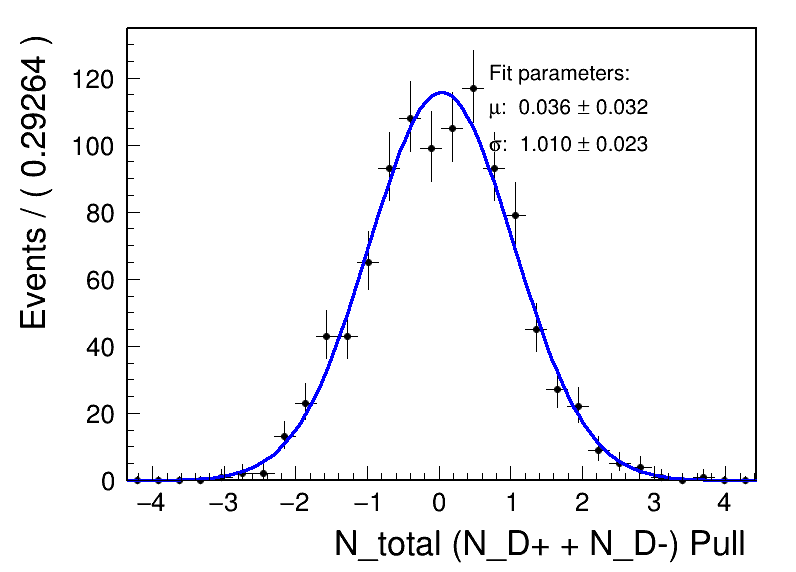 Events / ( 0.29264 )
120
100
80
60
40
20
0
Fit parameters:
μ: 0.036 ± 0.032
σ: 1.010 ± 0.023
−4 −3 −2 −1 0 1 2 3 4
N_total (N_D+ + N_D-) Pull